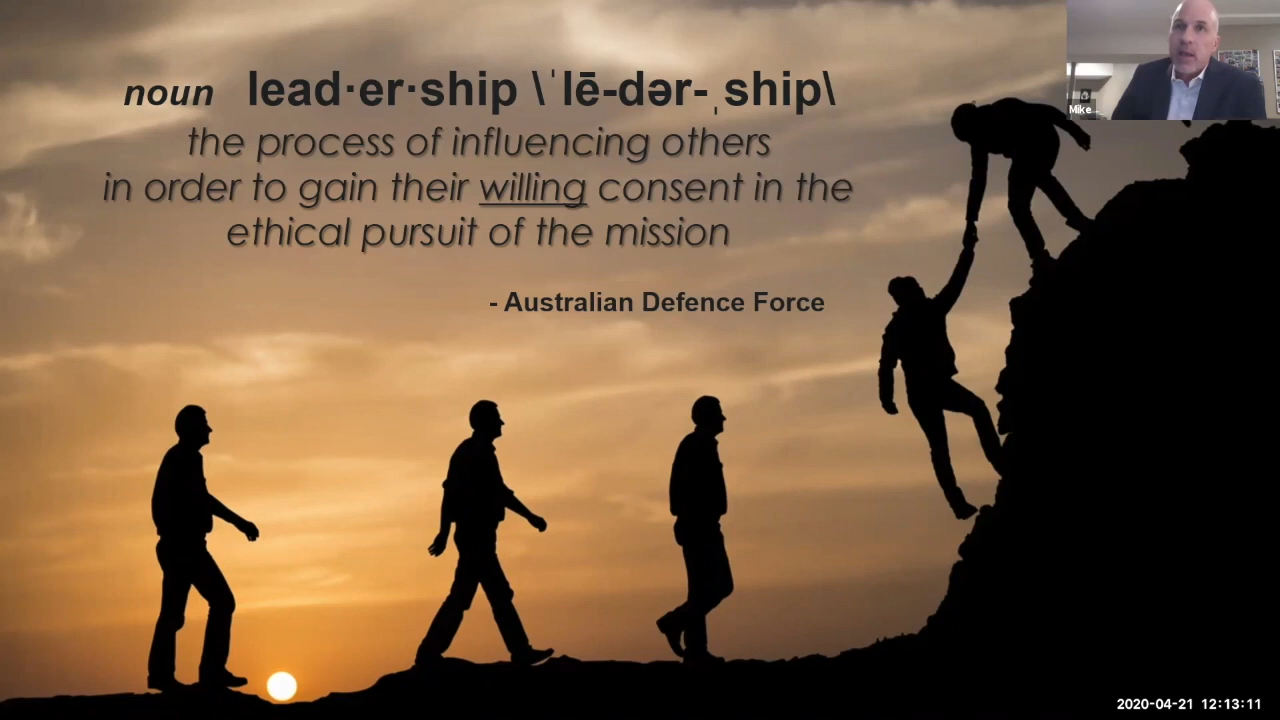 noun lead·er·ship \ˈlē-dər-ˌship\
the process of influencing others
in order to gain their willing consent in the
ethical pursuit of the mission
- Australian Defence Force
Mike
2020-04-21 12:13:11